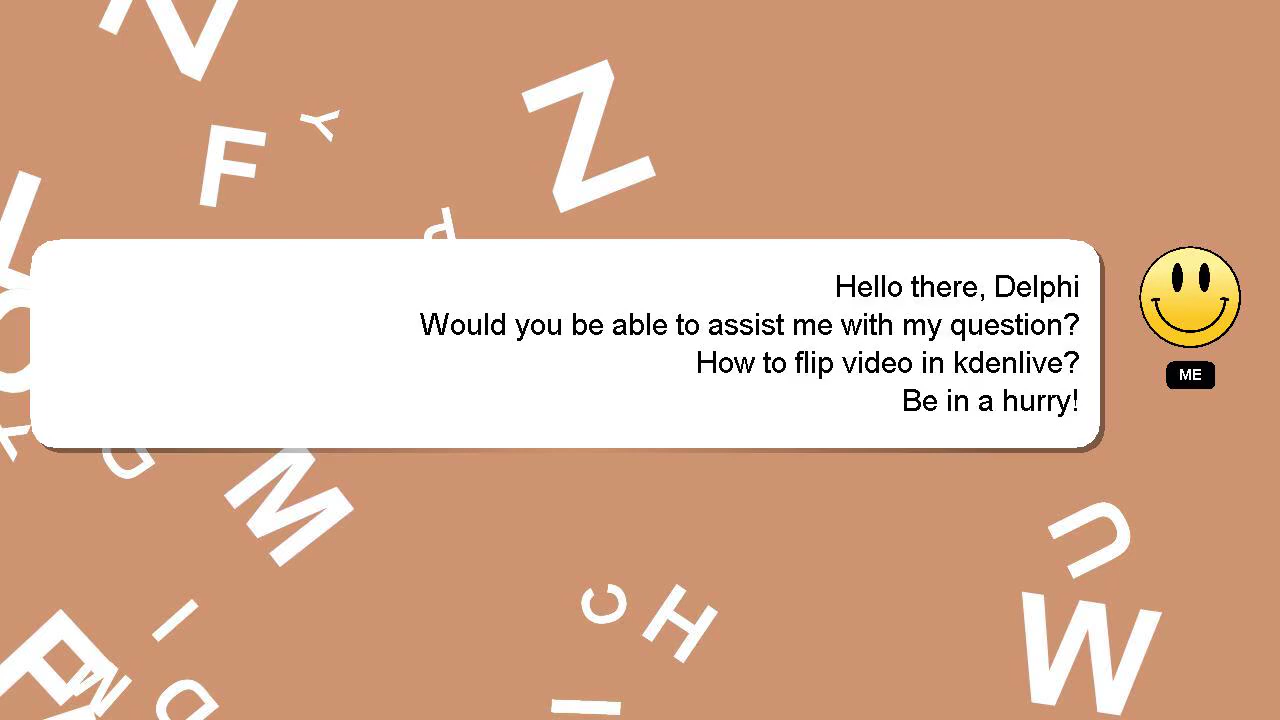 N
Z
Y
F
P
Hello there, Delphi
Would you be able to assist me with my question?
How to flip video in kdenlive?
Be in a hurry!
ME
D
M
U
C
H
I
W
P
M
D
I